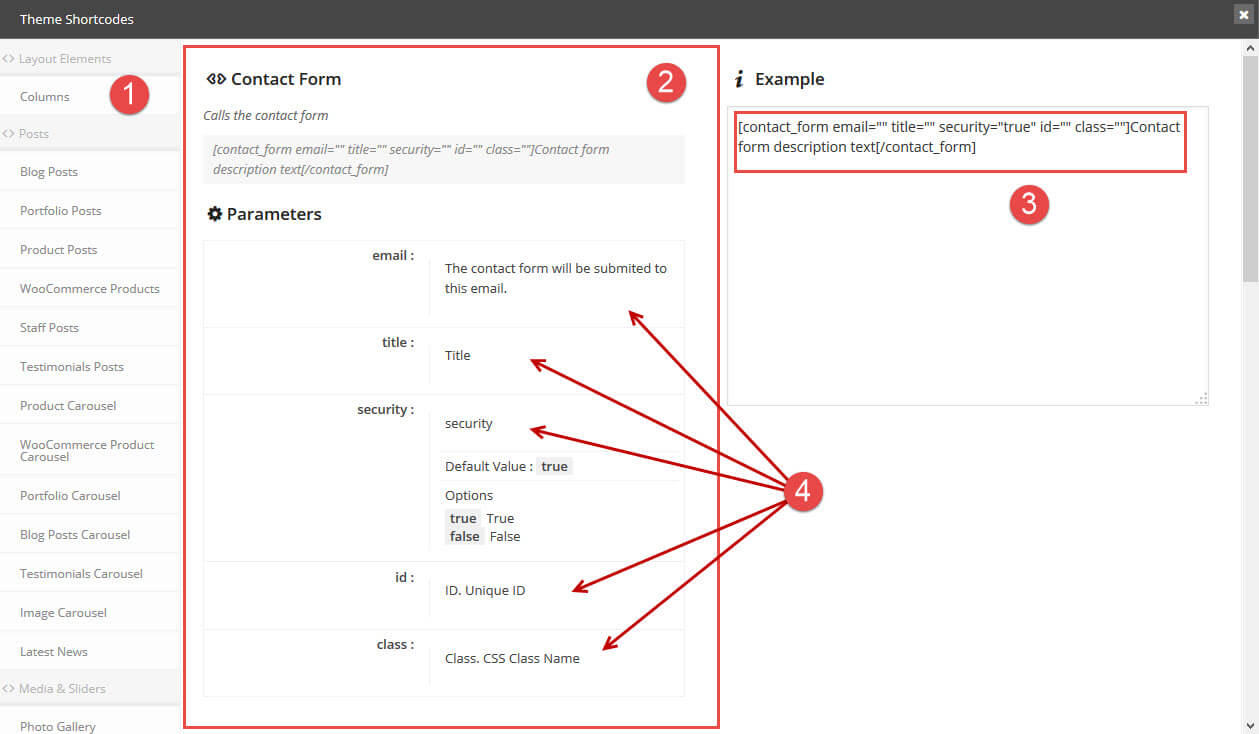 Theme Shortcodes
Layout Elements
Columns
1
Posts
Blog Posts
Portfolio Posts
Product Posts
WooCommerce Products
Staff Posts
Testimonials Posts
Product Carousel
WooCommerce Product
Carousel
Portfolio Carousel
Blog Posts Carousel
Testimonials Carousel
Image Carousel
Latest News
Media & Sliders
Photo Gallery
Contact Form
2
Calls the contact form
[contact_form email="" title="" security="" id="" class=""]Contact form
description text[/contact_form]
Parameters
email :
The contact form will be submited to
this email.
title :
Title
security :
security
Default Value : true
Options
true True
false False
id :
ID. Unique ID
class :
Class. CSS Class Name
4
Example
[contact_form email="" title="" security="true" id="" class=""]Contact
form description text[/contact_form]
3